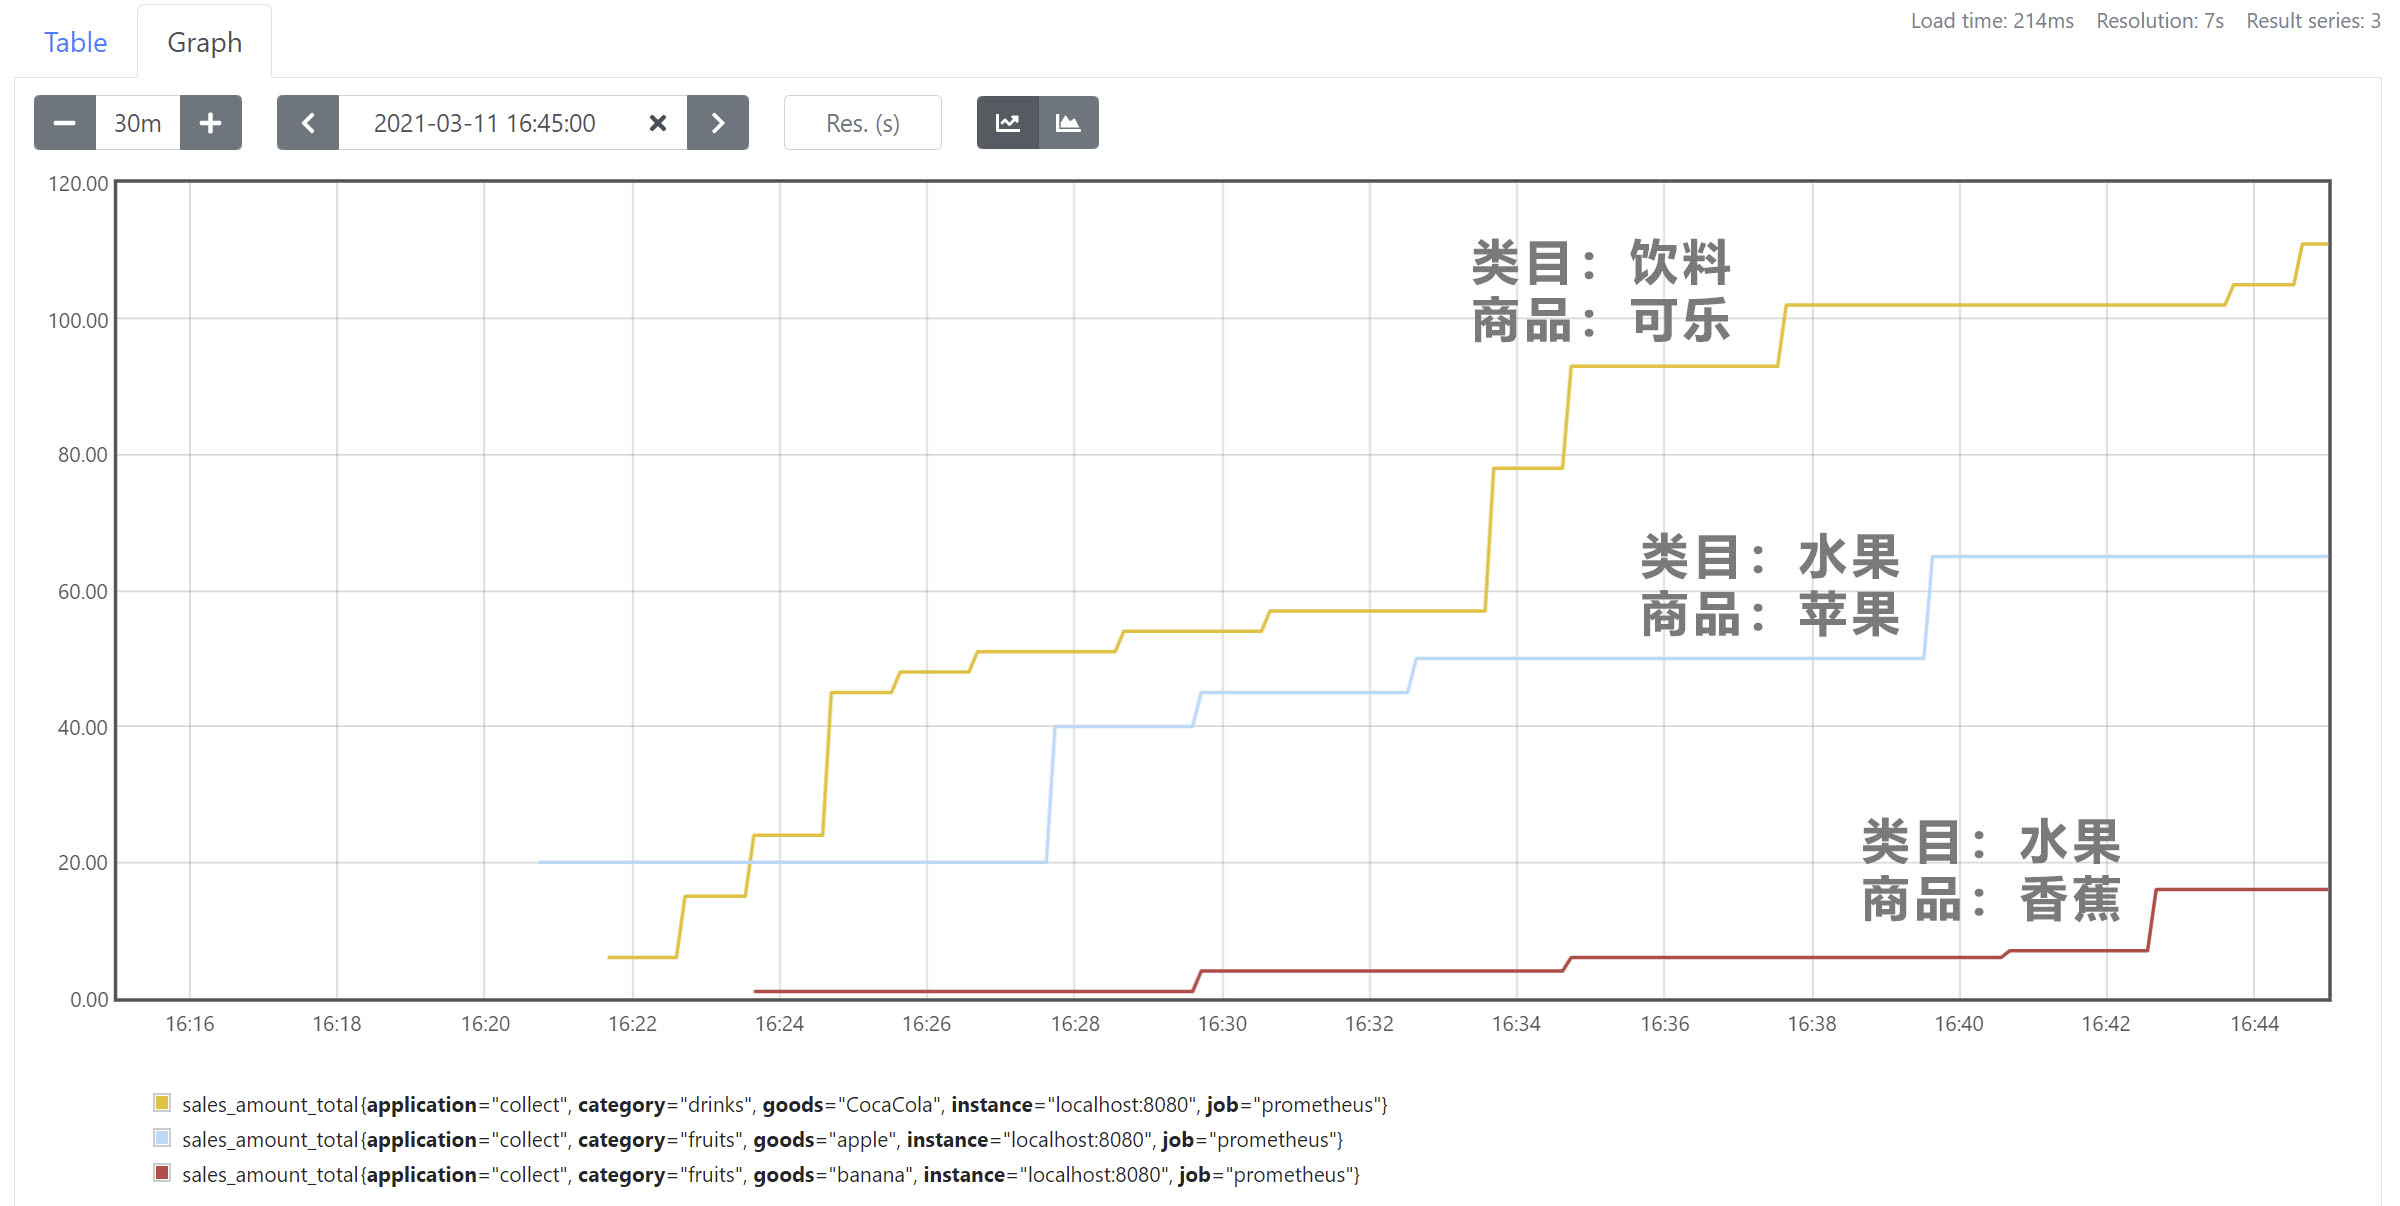 Load time: 214ms Resolution: 7s Result series: 3
Table Graph
30m 2021-03-11 16:45:00 Res. (s)
120.00
100.00
80.00
60.00
40.00
20.00
0.00
类目：饮料
商品：可乐
类目：水果
商品：苹果
类目：水果
商品：香蕉
16:16 16:18 16:20 16:22 16:24 16:26 16:28 16:30 16:32 16:34 16:36 16:38 16:40 16:42 16:44
sales_amount_total{application="collect", category="drinks", goods="CocaCola", instance="localhost:8080", job="prometheus"}
sales_amount_total{application="collect", category="fruits", goods="apple", instance="localhost:8080", job="prometheus"}
sales_amount_total{application="collect", category="fruits", goods="banana", instance="localhost:8080", job="prometheus"}